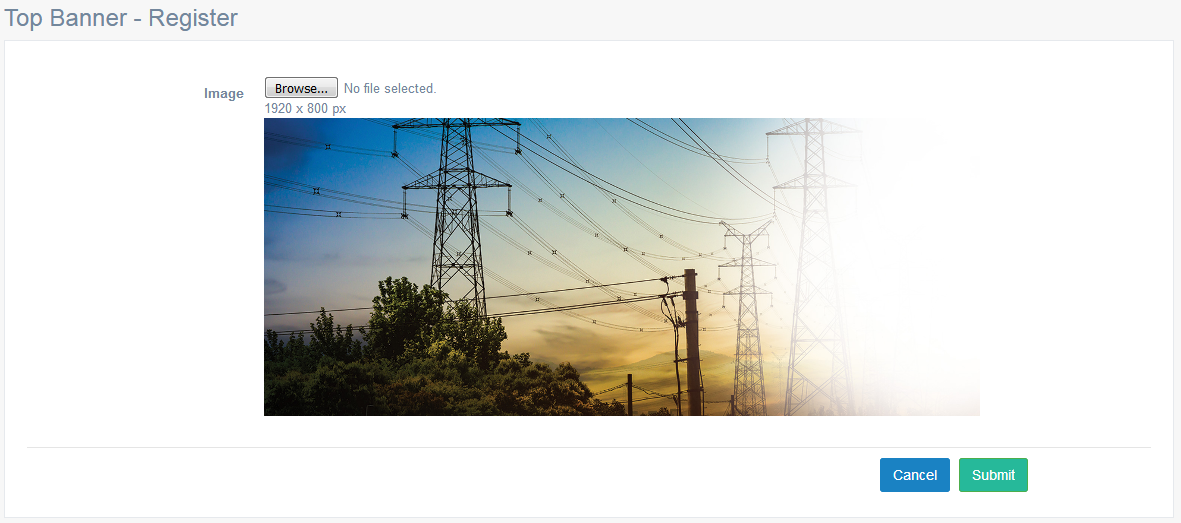 Top Banner - Register
Image
Browse... No file selected.
1920 x 800 px
Cancel
Submit